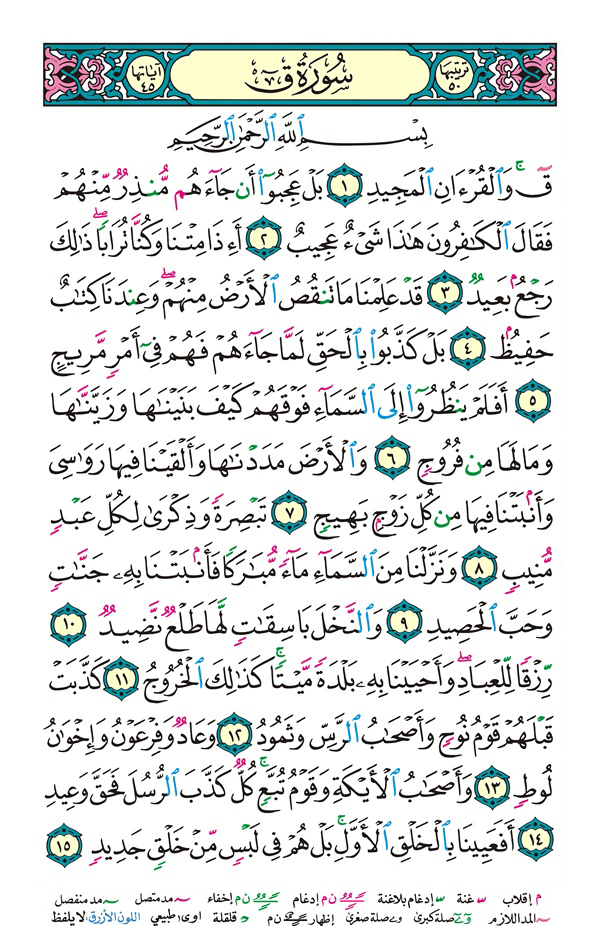 ترتيبها ٥٠ سُورَةُ قٓ آياتها ٤٥
بِسْمِ ٱللَّهِ ٱلرَّحْمَٰنِ ٱلرَّحِيمِ
قٓ ۚ وَٱلْقُرْءَانِ ٱلْمَجِيدِ ١ بَلْ عَجِبُوٓا۟ أَن جَآءَهُم مُّنذِرٌ مِّنْهُمْ
فَقَالَ ٱلْكَٰفِرُونَ هَٰذَا شَىْءٌ عَجِيبٌ ٢ أَءِذَا مِتْنَا وَكُنَّا تُرَابًا ۖ ذَٰلِكَ
رَجْعٌۢ بَعِيدٌ ٣ قَدْ عَلِمْنَا مَا تَنقُصُ ٱلْأَرْضُ مِنْهُمْ ۖ وَعِندَنَا كِتَٰبٌ
حَفِيظٌۢ ٤ بَلْ كَذَّبُوا۟ بِٱلْحَقِّ لَمَّا جَآءَهُمْ فَهُمْ فِىٓ أَمْرٍ مَّرِيجٍ
٥ أَفَلَمْ يَنظُرُوٓا۟ إِلَى ٱلسَّمَآءِ فَوْقَهُمْ كَيْفَ بَنَيْنَٰهَا وَزَيَّنَّٰهَا
وَمَا لَهَا مِن فُرُوجٍ ٦ وَٱلْأَرْضَ مَدَدْنَٰهَا وَأَلْقَيْنَا فِيهَا رَوَٰسِىَ
وَأَنۢبَتْنَا فِيهَا مِن كُلِّ زَوْجٍۭ بَهِيجٍ ٧ تَبْصِرَةً وَذِكْرَىٰ لِكُلِّ عَبْدٍ
مُّنِيبٍ ٨ وَنَزَّلْنَا مِنَ ٱلسَّمَآءِ مَآءً مُّبَٰرَكًا فَأَنۢبَتْنَا بِهِۦ جَنَّٰتٍ
وَحَبَّ ٱلْحَصِيدِ ٩ وَٱلنَّخْلَ بَاسِقَٰتٍ لَّهَا طَلْعٌ نَّضِيدٌ ١٠
رِّزْقًا لِّلْعِبَادِ ۖ وَأَحْيَيْنَا بِهِۦ بَلْدَةً مَّيْتًا ۚ كَذَٰلِكَ ٱلْخُرُوجُ ١١ كَذَّبَتْ
قَبْلَهُمْ قَوْمُ نُوحٍ وَأَصْحَٰبُ ٱلرَّسِّ وَثَمُودُ ١٢ وَعَادٌ وَفِرْعَوْنُ وَإِخْوَٰنُ
لُوطٍ ١٣ وَأَصْحَٰبُ ٱلْأَيْكَةِ وَقَوْمُ تُبَّعٍ ۚ كُلٌّ كَذَّبَ ٱلرُّسُلَ فَحَقَّ وَعِيدِ
١٤ أَفَعَيِينَا بِٱلْخَلْقِ ٱلْأَوَّلِ ۚ بَلْ هُمْ فِى لَبْسٍ مِّنْ خَلْقٍ جَدِيدٍ ١٥
م إقلاب غنة إدغام بلاغنة ن م إدغام ن م إخفاء مد متصل مد منفصل
المد اللازم صلة كبرى صلة صغرى إظهار ن م قلقلة اوى: طبيعي اللون الأزرق: لا يلفظ